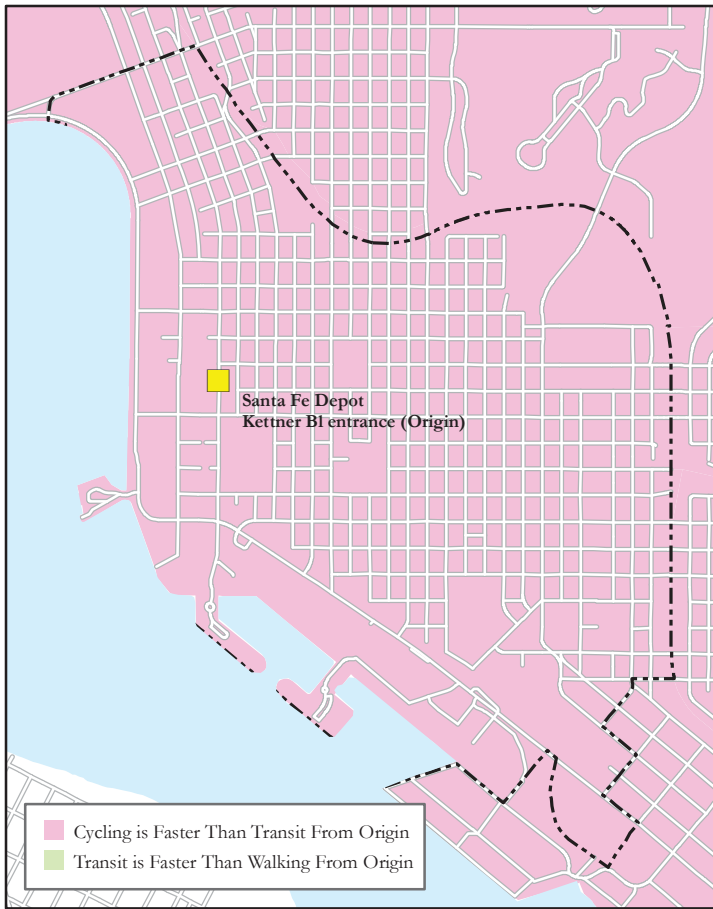 Santa Fe Depot
Kettner Bl entrance (Origin)
Cycling is Faster Than Transit From Origin
Transit is Faster Than Walking From Origin